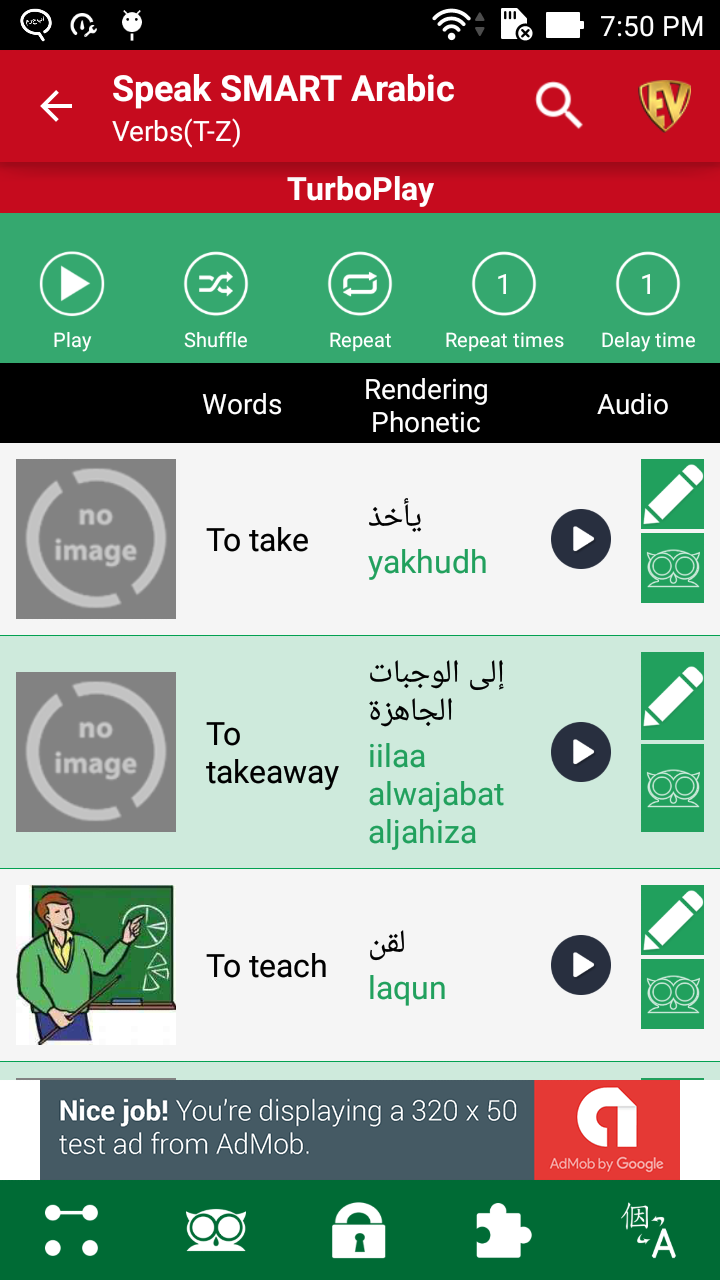 7:50 PM
Speak SMART Arabic
Verbs(T-Z)
EV
TurboPlay
1
1
Play
Shuffle
Repeat
Repeat times
Delay time
Words
Rendering
Phonetic
Audio
no
image
To take
يأخذ
yakhudh
no
image
To
takeaway
إلى الوجبات
الجاهزة
iilaa
alwajabat
aljahiza
To teach
لقن
laqun
Nice job! You're displaying a 320 x 50
test ad from AdMob.
AdMob by Google
個
A